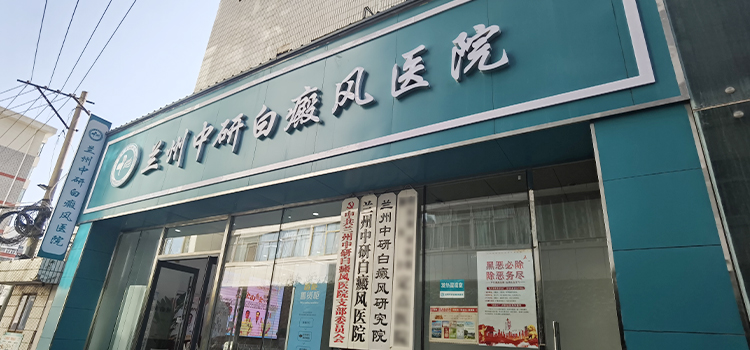 兰州中研白癜风医院
兰州中研白癜风医院
中共兰州中研白癜风医院支部委员会
兰州中研白癜风医院
兰州中研白癜风研究院
黑恶必除
除恶务尽